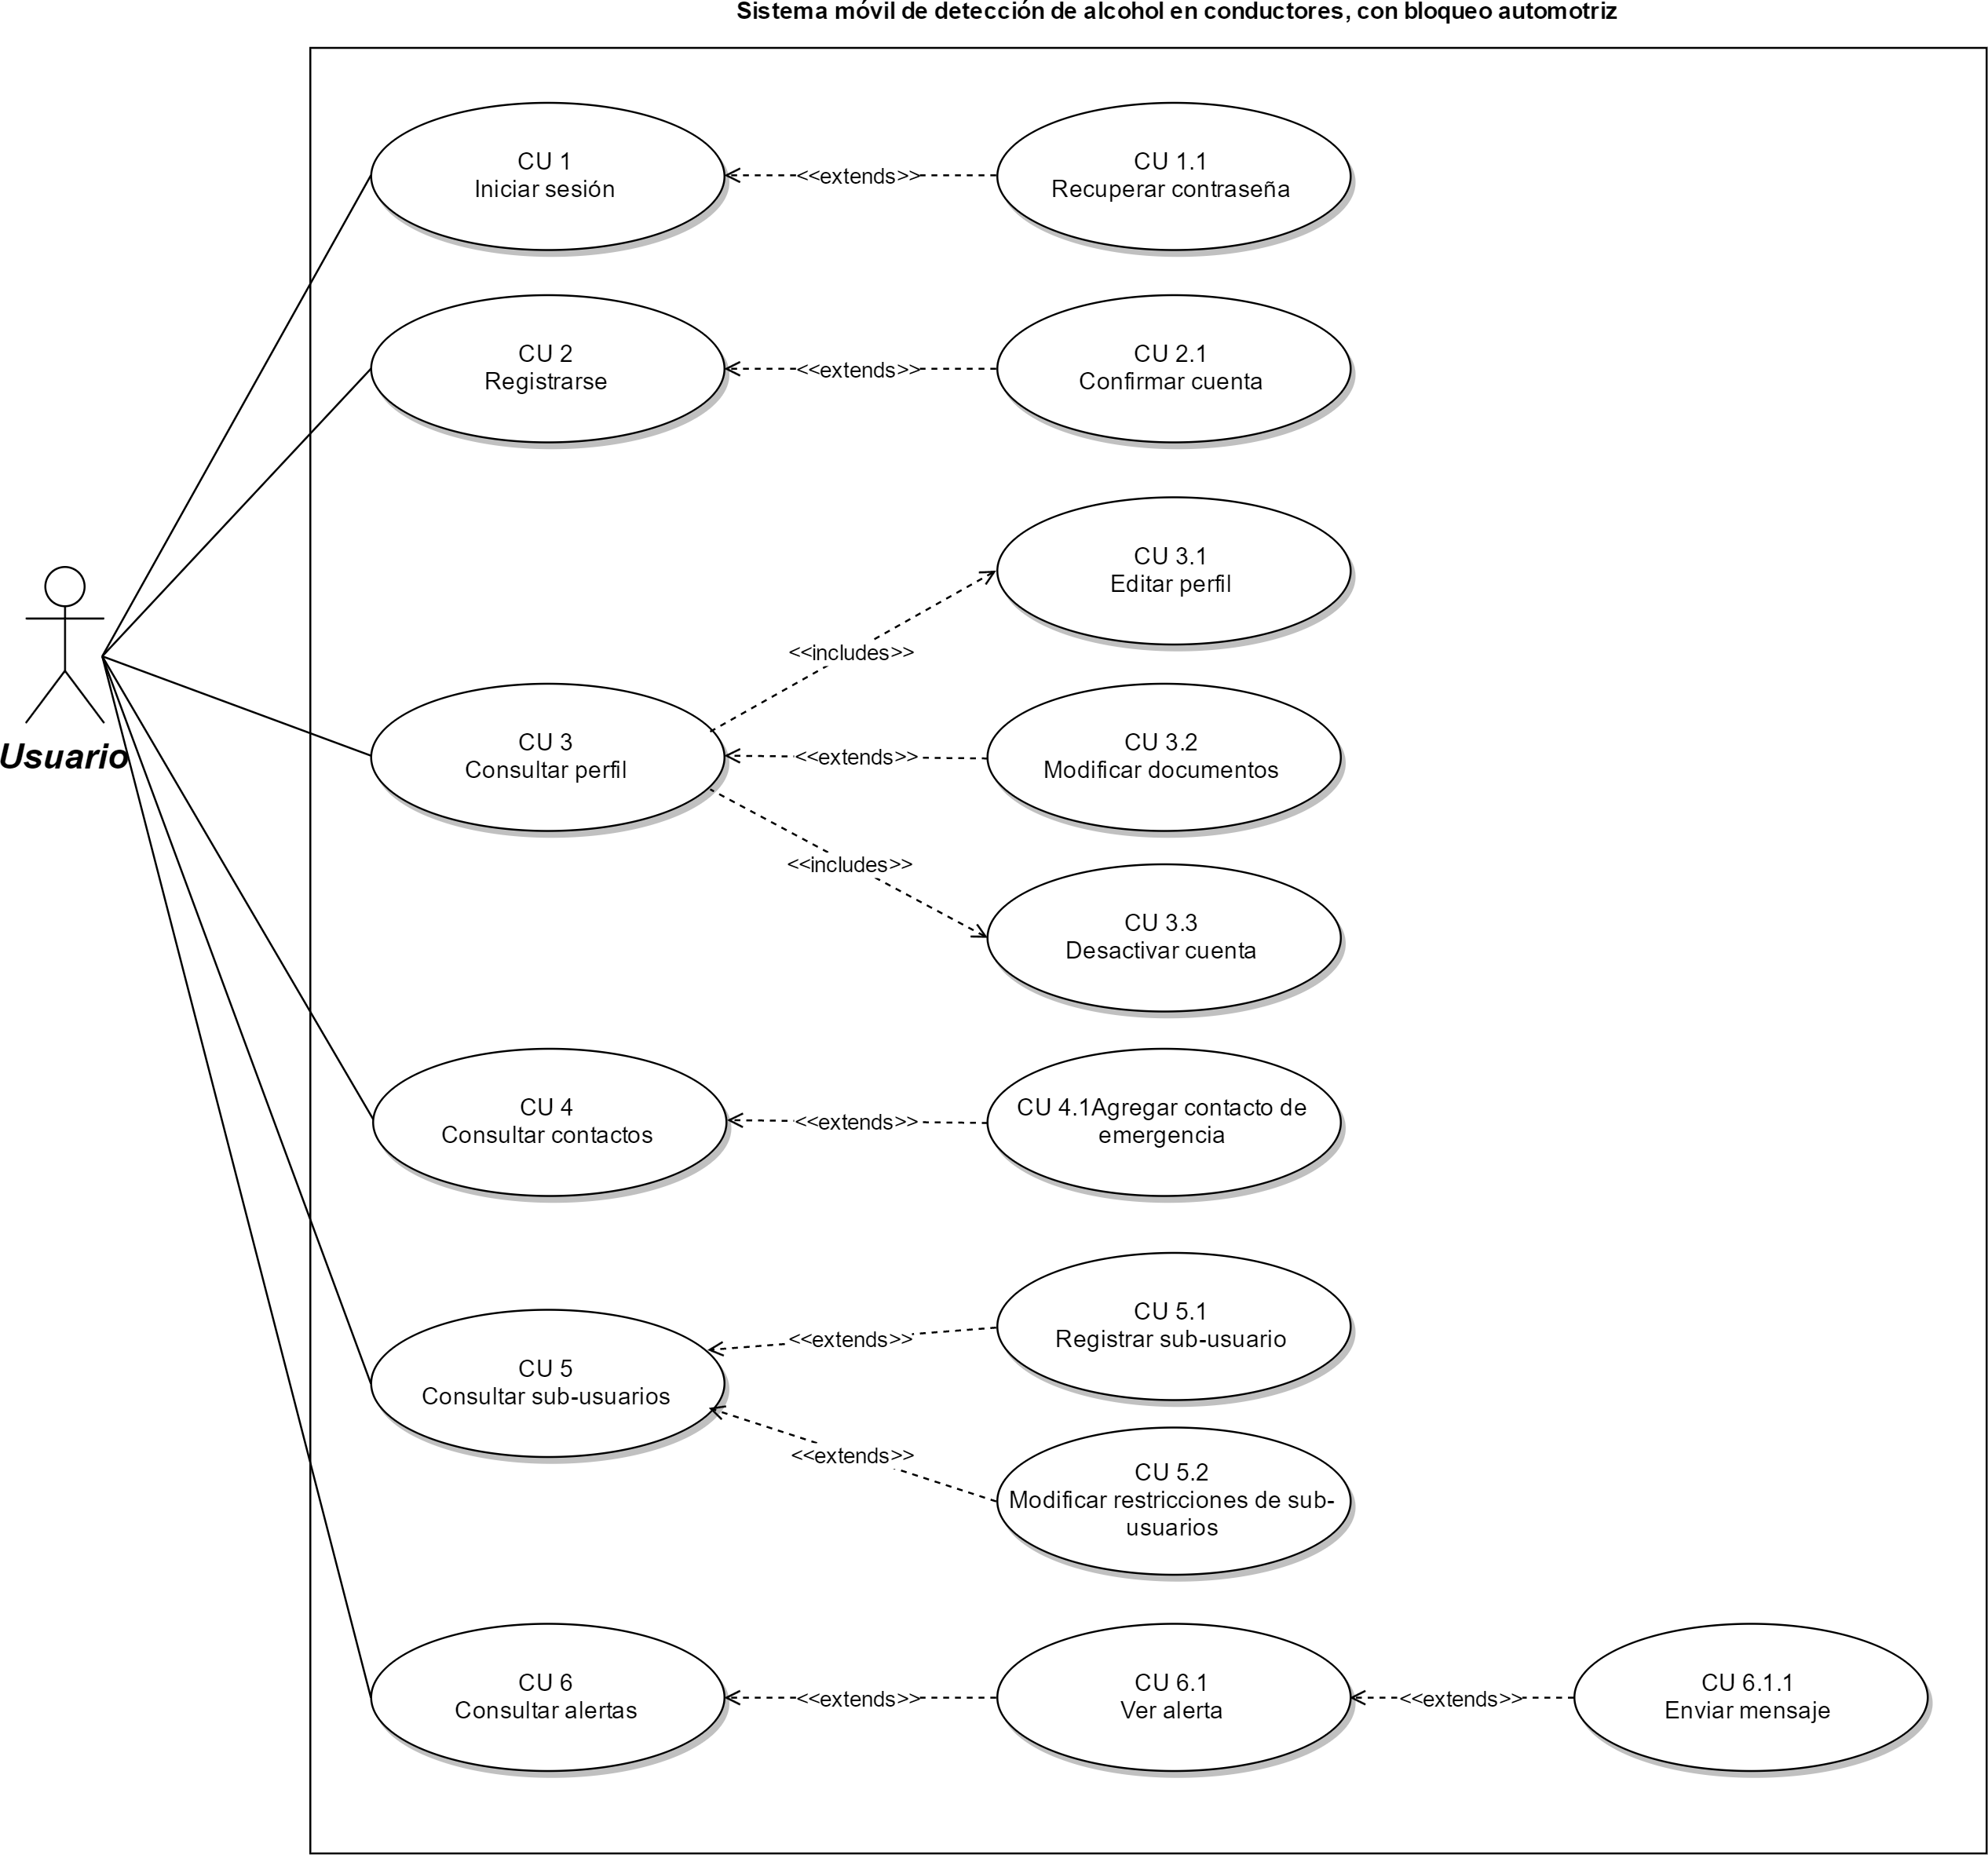 Sistema móvil de detección de alcohol en conductores, con bloqueo automotriz
CU 1
Iniciar sesión
<<extends>>
CU 1.1
Recuperar contraseña
CU 2
Registrarse
<<extends>>
CU 2.1
Confirmar cuenta
CU 3.1
Editar perfil
<<includes>>
Usuario
CU 3
Consultar perfil
<<extends>>
CU 3.2
Modificar documentos
<<includes>>
CU 3.3
Desactivar cuenta
CU 4
Consultar contactos
<<extends>>
CU 4.1Agregar contacto de
emergencia
CU 5.1
Registrar sub-usuario
<<extends>>
CU 5
Consultar sub-usuarios
<<extends>>
CU 5.2
Modificar restricciones de sub-
usuarios
CU 6
Consultar alertas
<<extends>>
CU 6.1
Ver alerta
<<extends>>
CU 6.1.1
Enviar mensaje